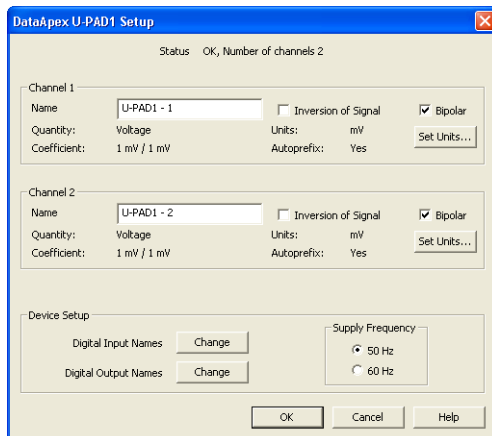 DataApex U-PAD1 Setup
Status OK, Number of channels 2
Channel 1
Name U-PAD1 - 1 Inversion of Signal Bipolar
Quantity: Voltage Units: mV Set Units...
Coefficient: 1 mV / 1 mV Autoprefix: Yes
Channel 2
Name U-PAD1 - 2 Inversion of Signal Bipolar
Quantity: Voltage Units: mV Set Units...
Coefficient: 1 mV / 1 mV Autoprefix: Yes
Device Setup
Supply Frequency
Digital Input Names Change 50 Hz
Digital Output Names Change 60 Hz
OK Cancel Help